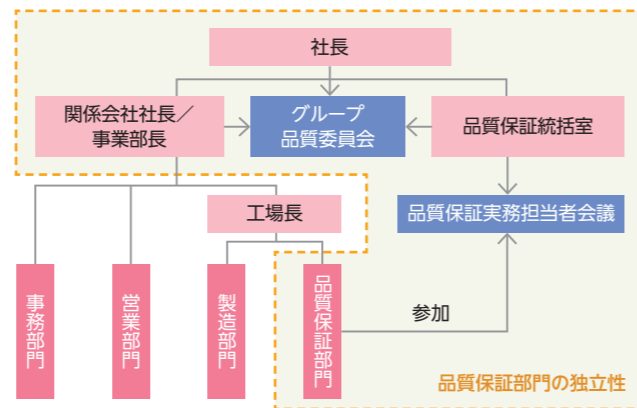 社長
関係会社社長／
事業部長
グループ
品質委員会
品質保証統括室
工場長
品質保証実務担当者会議
事務部門
営業部門
製造部門
品質保証部門
参加
品質保証部門の独立性